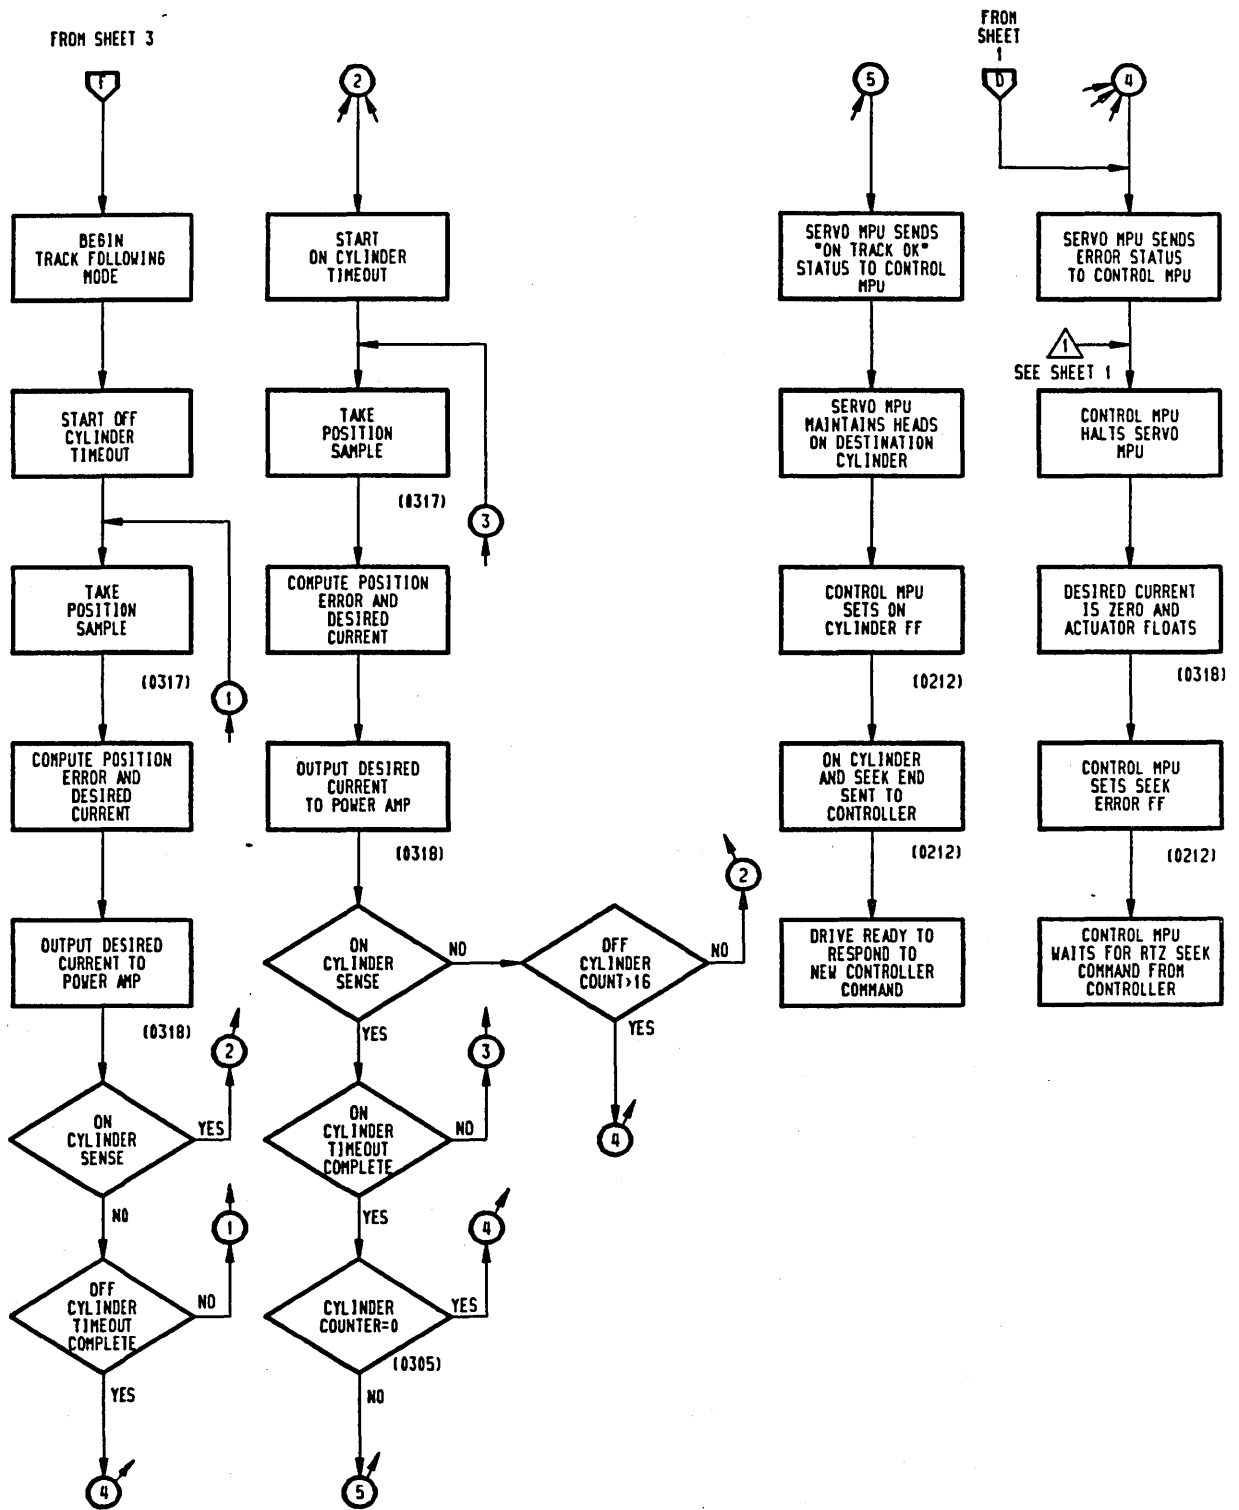 FROM SHEET 3
F
BEGIN
TRACK FOLLOWING
MODE
START OFF
CYLINDER
TIMEOUT
TAKE
POSITION
SAMPLE
(0317)
1
COMPUTE POSITION
ERROR AND
DESIRED
CURRENT
OUTPUT DESIRED
CURRENT TO
POWER AMP
(0318)
2
ON
CYLINDER
SENSE
YES
NO
1
OFF
CYLINDER
TIMEOUT
COMPLETE
NO
YES
4
2
START
ON CYLINDER
TIMEOUT
TAKE
POSITION
SAMPLE
(0317)
3
COMPUTE POSITION
ERROR AND
DESIRED
CURRENT
OUTPUT DESIRED
CURRENT
TO POWER AMP
(0318)
ON
CYLINDER
SENSE
NO
YES
OFF
CYLINDER
COUNT>16
NO
2
YES
4
3
ON
CYLINDER
TIMEOUT
COMPLETE
NO
YES
4
CYLINDER
COUNTER=0
YES
(0305)
NO
5
5
SERVO MPU SENDS
"ON TRACK OK"
STATUS TO CONTROL
MPU
SERVO MPU
MAINTAINS HEADS
ON DESTINATION
CYLINDER
CONTROL MPU
SETS ON
CYLINDER FF
(0212)
ON CYLINDER
AND SEEK END
SENT TO
CONTROLLER
(0212)
DRIVE READY TO
RESPOND TO
NEW CONTROLLER
COMMAND
FROM
SHEET
1
D
4
SERVO MPU SENDS
ERROR STATUS
TO CONTROL MPU
1
SEE SHEET 1
CONTROL MPU
HALTS SERVO
MPU
DESIRED CURRENT
IS ZERO AND
ACTUATOR FLOATS
(0318)
CONTROL MPU
SETS SEEK
ERROR FF
(0212)
CONTROL MPU
WAITS FOR RTZ SEEK
COMMAND FROM
CONTROLLER